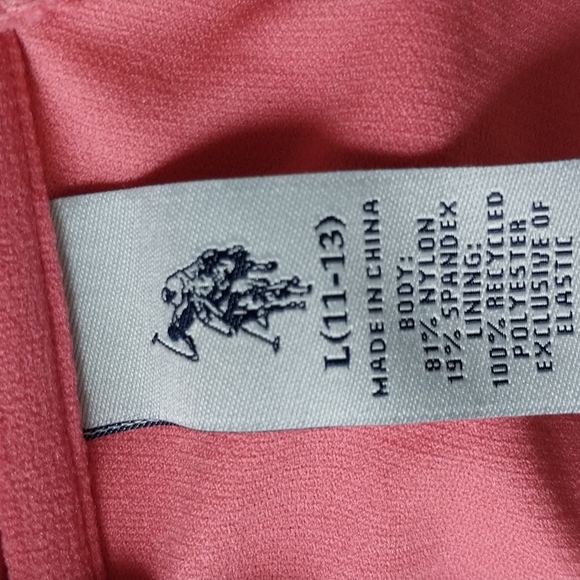 L(11-13)
MADE IN CHINA
BODY:
81% NYLON
19% SPANDEX
LINING:
100% RECYCLED
POLYESTER
EXCLUSIVE OF
ELASTIC